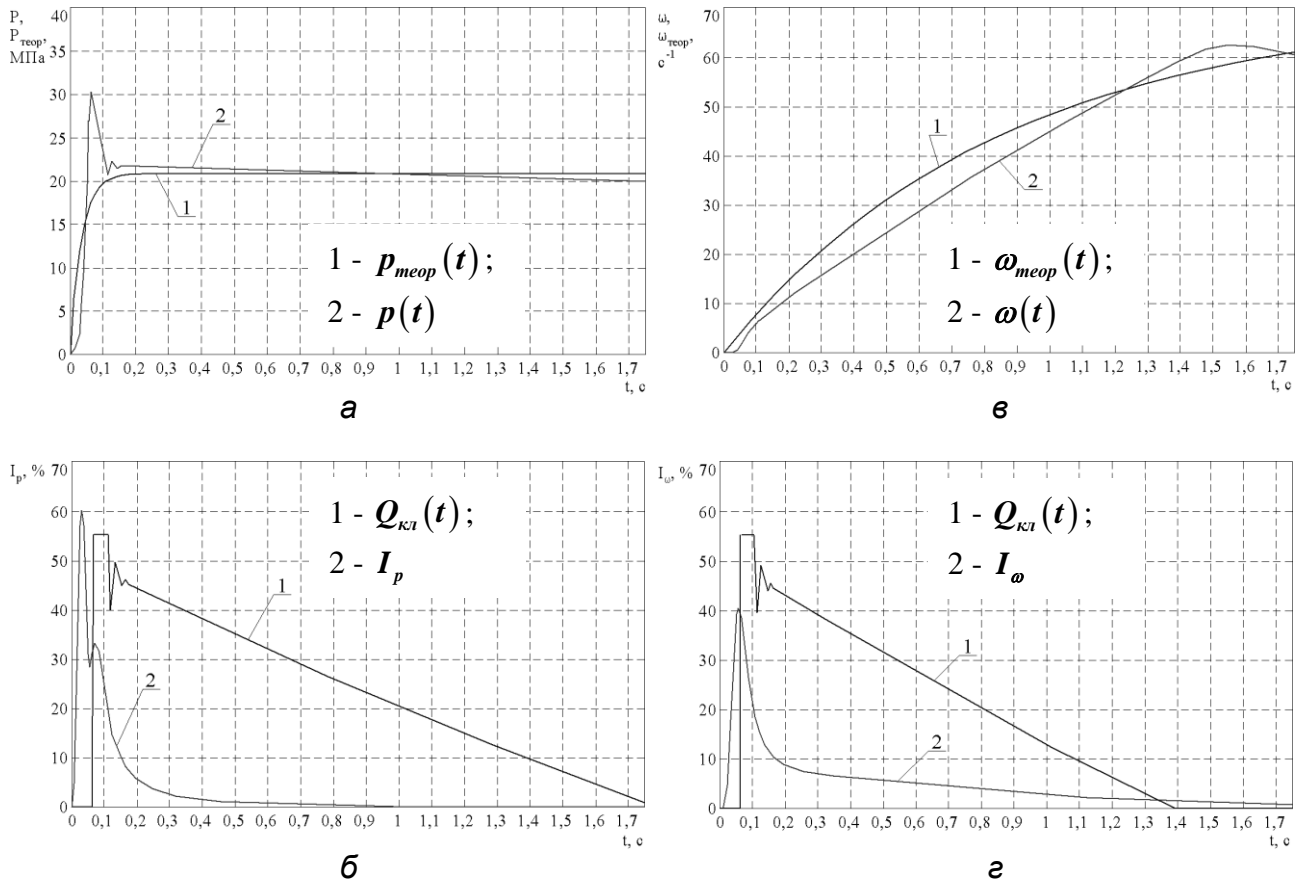 P,
Pтеор,
МПа
40
35
30
25
20
15
10
5
0
2
1
1 - pтеор(t);
2 - p(t)
0 0,1 0,2 0,3 0,4 0,5 0,6 0,7 0,8 0,9 1 1,1 1,2 1,3 1,4 1,5 1,6 1,7
t, с
а
ω,
ωтеор,
с⁻¹
70
60
50
40
30
20
10
0
1
2
1 - ωтеор(t);
2 - ω(t)
0 0,1 0,2 0,3 0,4 0,5 0,6 0,7 0,8 0,9 1 1,1 1,2 1,3 1,4 1,5 1,6 1,7
t, с
в
Ip, %
70
60
50
40
30
20
10
0
1 - Qкл(t);
2 - Ip
1
2
0 0,1 0,2 0,3 0,4 0,5 0,6 0,7 0,8 0,9 1 1,1 1,2 1,3 1,4 1,5 1,6 1,7
t, с
б
Iω, %
70
60
50
40
30
20
10
0
1 - Qкл(t);
2 - Iω
1
2
0 0,1 0,2 0,3 0,4 0,5 0,6 0,7 0,8 0,9 1 1,1 1,2 1,3 1,4 1,5 1,6 1,7
t, с
г